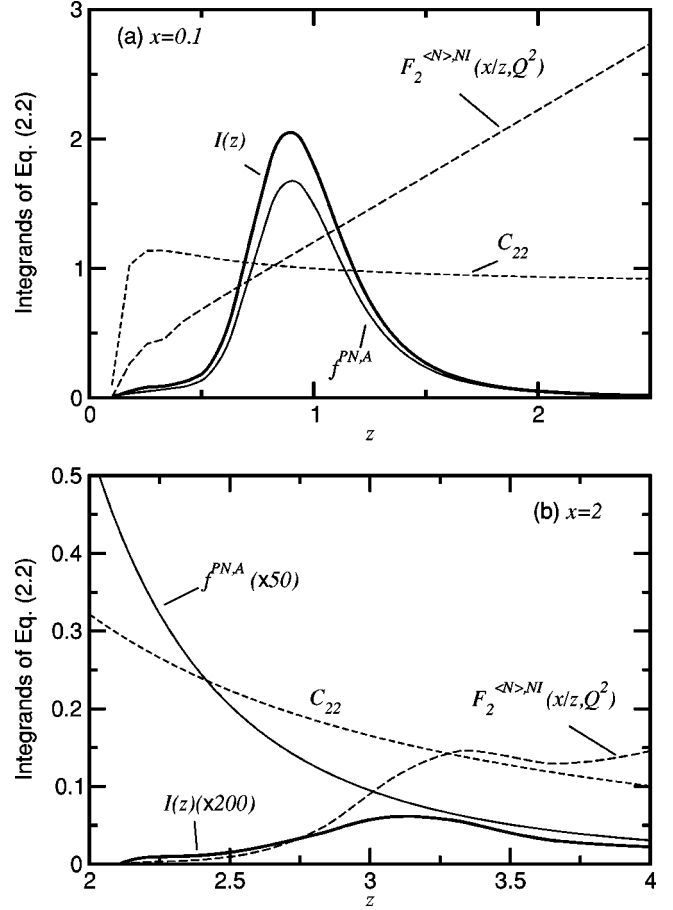 3
(a) x=0.1
F₂^<N>,NI (x/z,Q²)
I(z)
2
Integrands of Eq. (2.2)
C₂₂
1
f^PN,A
0
0 1 2
z
0.5
(b) x=2
f^PN,A (x50)
0.4
Integrands of Eq. (2.2)
0.3
C₂₂
F₂^<N>,NI (x/z,Q²)
0.2
I(z)(x200)
0.1
0
2 2.5 3 3.5 4
z